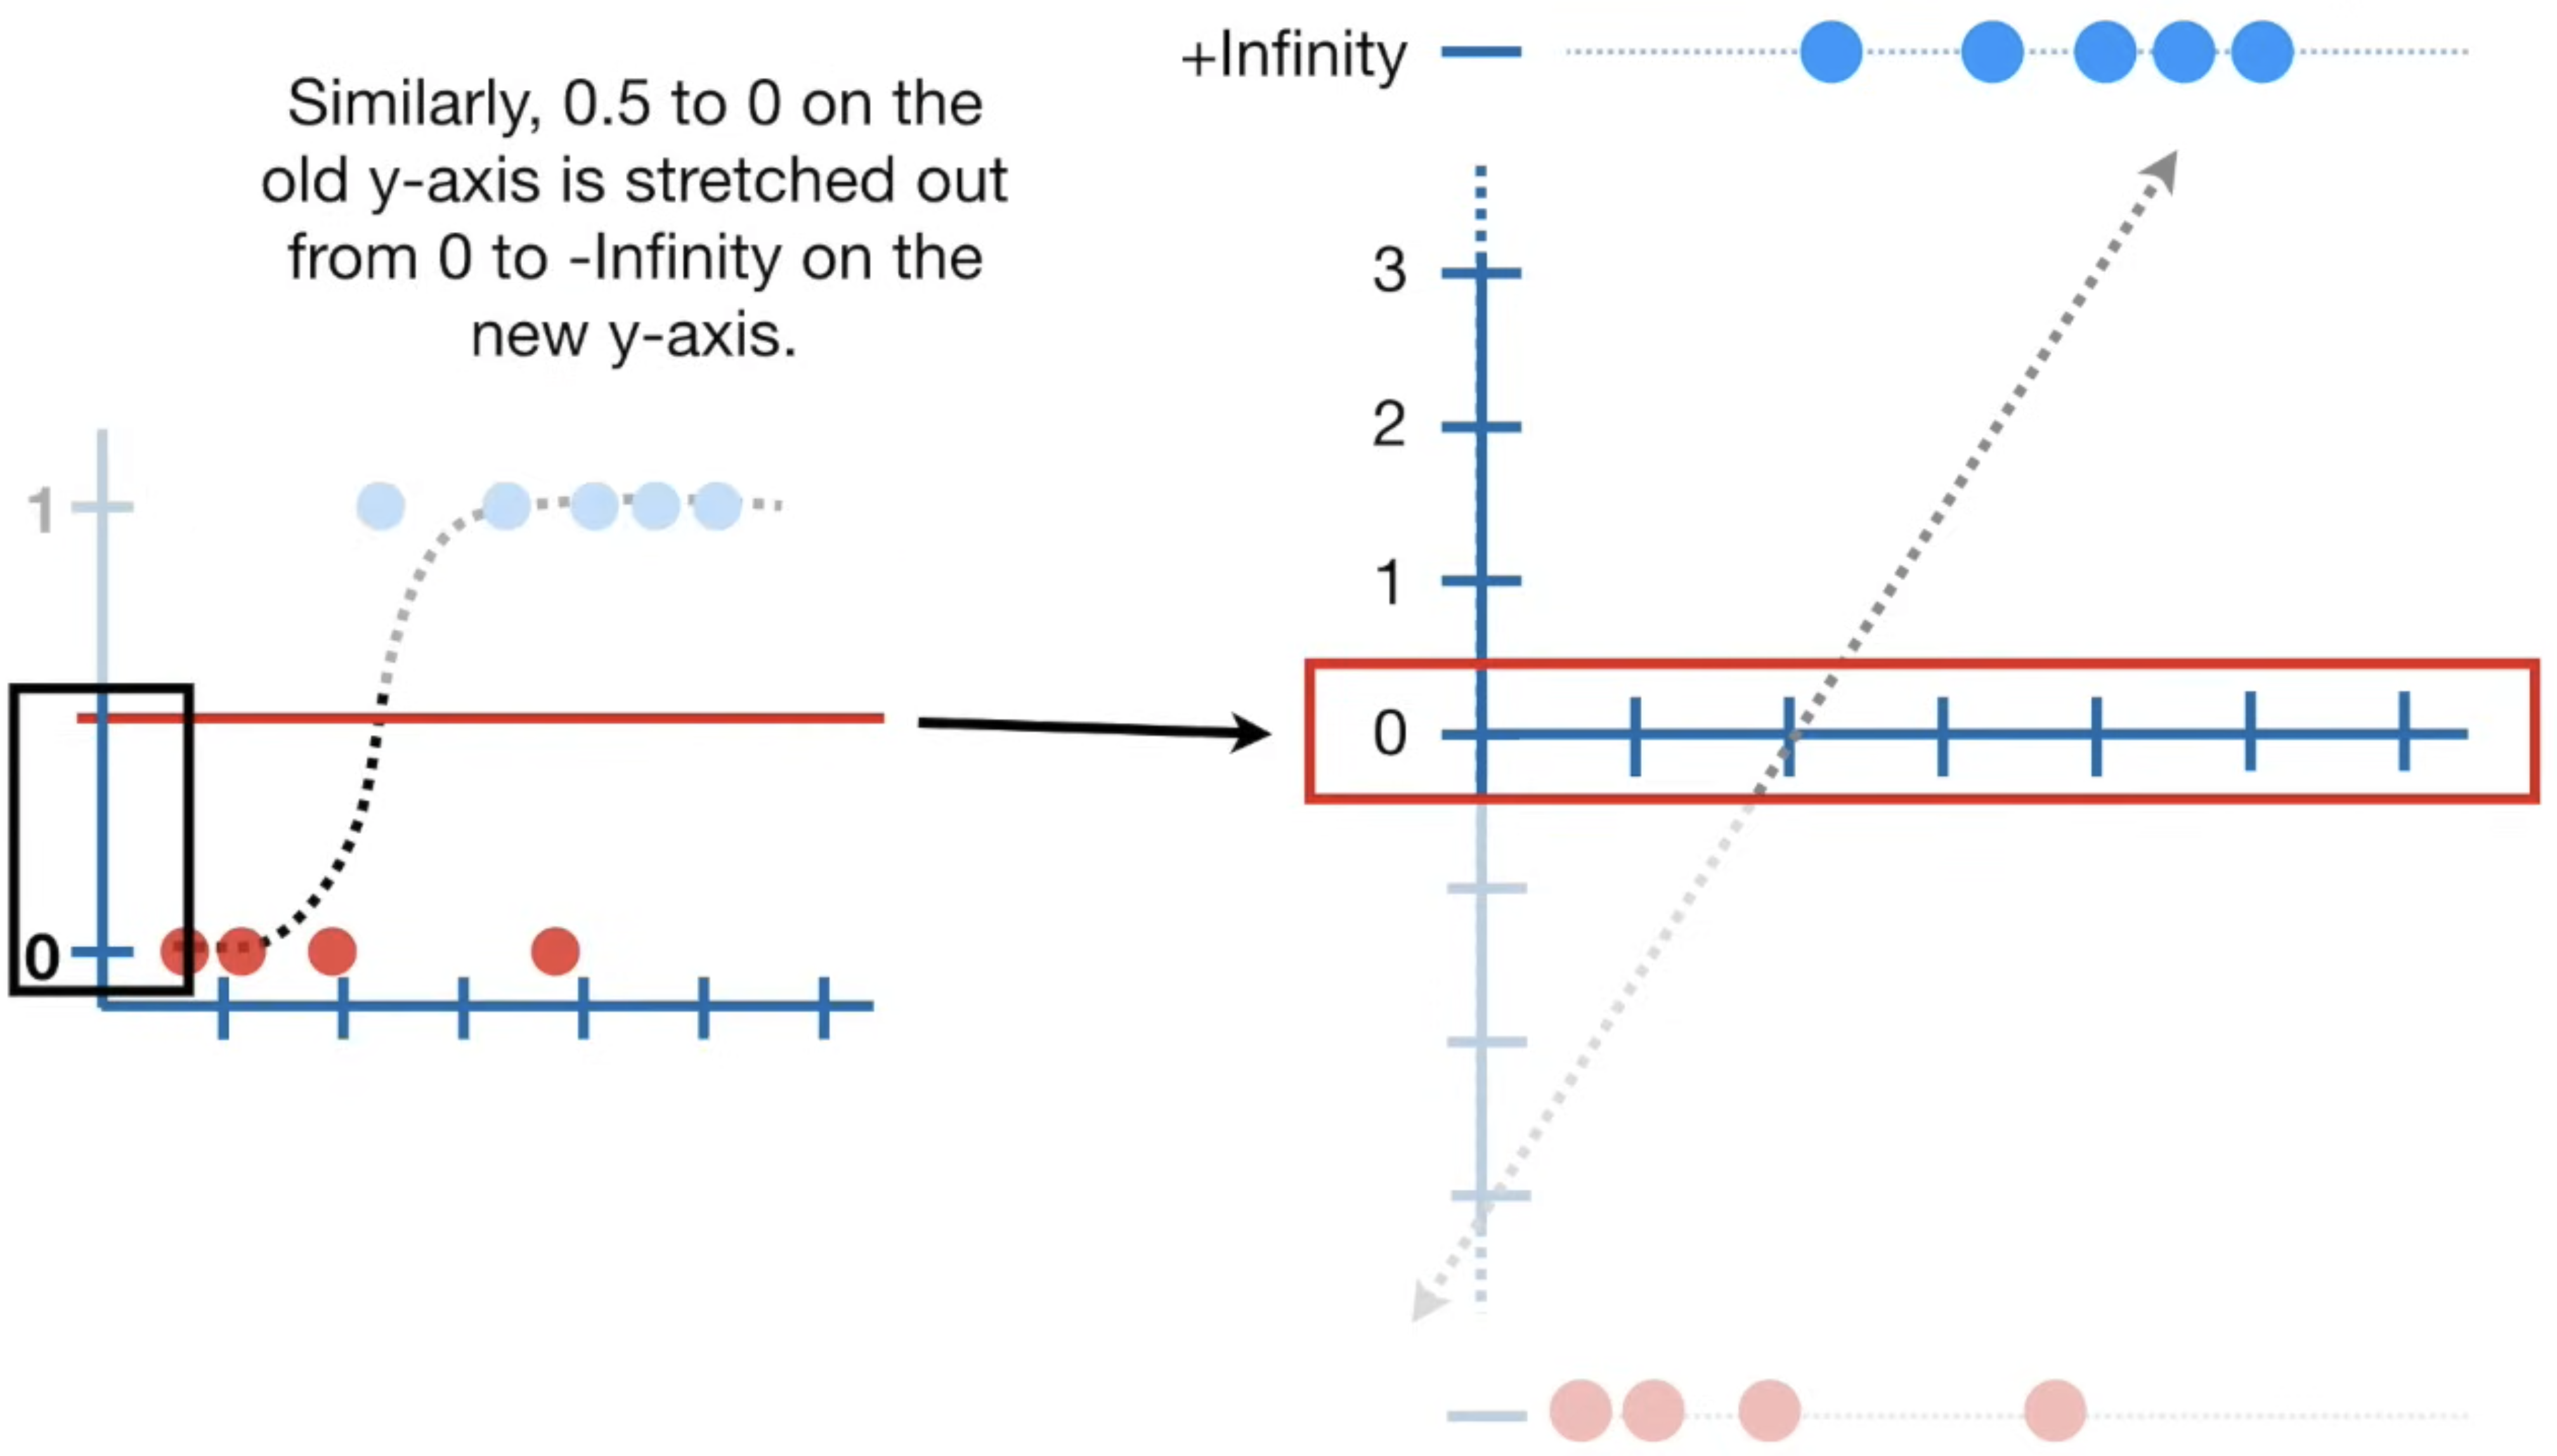 Similarly, 0.5 to 0 on the
old y-axis is stretched out
from 0 to -Infinity on the
new y-axis.
1
0
+Infinity
3
2
1
0